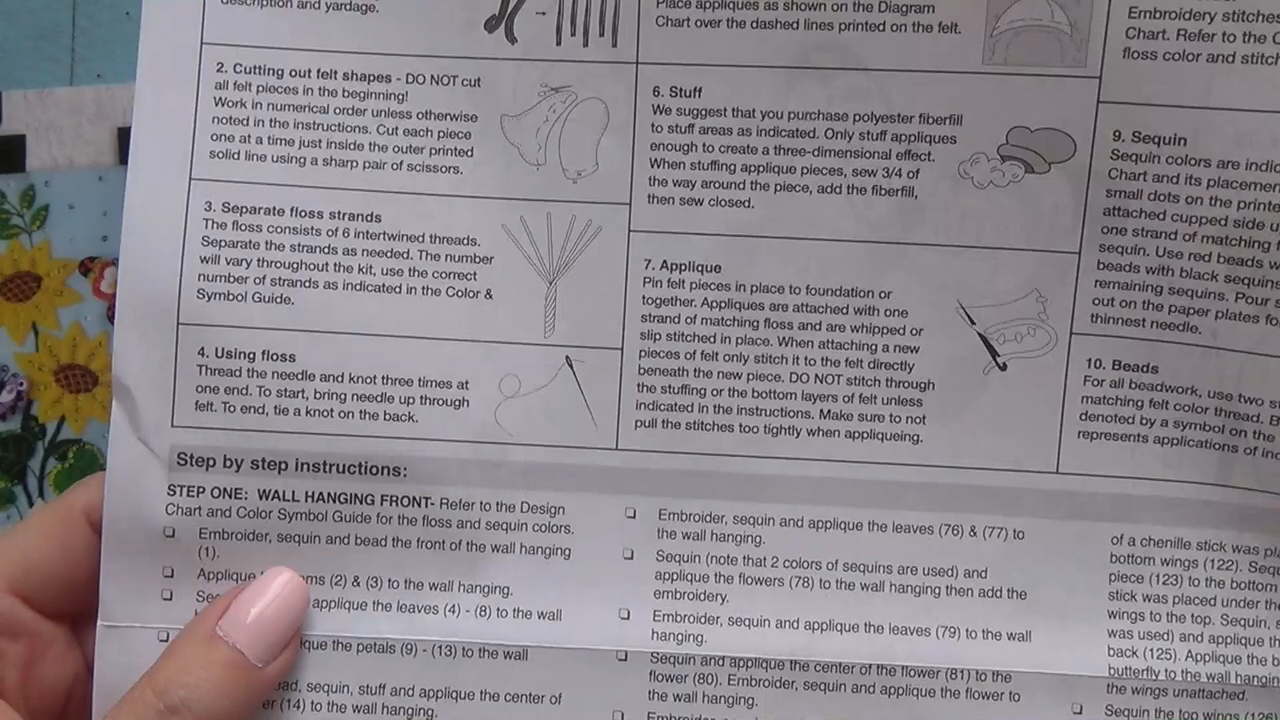 description and yardage.
2. Cutting out felt shapes - DO NOT cut
all felt pieces in the beginning!
Work in numerical order unless otherwise
noted in the instructions. Cut each piece
one at a time just inside the outer printed
solid line using a sharp pair of scissors.
3. Separate floss strands
The floss consists of 6 intertwined threads.
Separate the strands as needed. The number
will vary throughout the kit, use the correct
number of strands as indicated in the Color &
Symbol Guide.
4. Using floss
Thread the needle and knot three times at
one end. To start, bring needle up through
felt. To end, tie a knot on the back.
Place appliques as shown on the Diagram
Chart over the dashed lines printed on the felt.
6. Stuff
We suggest that you purchase polyester fiberfill
to stuff areas as indicated. Only stuff appliques
enough to create a three-dimensional effect.
When stuffing applique pieces, sew 3/4 of
the way around the piece, add the fiberfill,
then sew closed.
7. Applique
Pin felt pieces in place to foundation or
together. Appliques are attached with one
strand of matching floss and are whipped or
slip stitched in place. When attaching a new
pieces of felt only stitch it to the felt directly
beneath the new piece. DO NOT stitch through
the stuffing or the bottom layers of felt unless
indicated in the instructions. Make sure to not
pull the stitches too tightly when appliqueing.
Embroidery stitches
Chart. Refer to the
floss color and stitch
9. Sequin
Sequin colors are
Chart and its
small dots on the
attached cupped side
one strand of matching
sequin. Use red beads
beads with black sequins
remaining sequins. Pour
out on the paper plates
thinnest needle.
10. Beads
For all beadwork, use two
matching felt color thread.
denoted by a symbol on the
represents applications of
Step by step instructions:
STEP ONE: WALL HANGING FRONT- Refer to the Design
Chart and Color Symbol Guide for the floss and sequin colors.
Embroider, sequin and bead the front of the wall hanging
(1).
Applique (2) & (3) to the wall hanging.
applique the leaves (4) - (8) to the wall
the petals (9) - (13) to the wall
sequin, stuff and applique the center of
(14) to the wall hanging.
Embroider, sequin and applique the leaves (76) & (77) to
the wall hanging.
Sequin (note that 2 colors of sequins are used) and
applique the flowers (78) to the wall hanging then add the
embroidery.
Embroider, sequin and applique the leaves (79) to the wall
hanging.
Sequin and applique the center of the flower (81) to the
flower (80). Embroider, sequin and applique the flower to
the wall hanging.
of a chenille stick was
bottom wings (122).
piece (123) to the bottom
stick was placed under
wings to the top. Sequin,
was used) and applique
back (125). Applique the
butterfly to the wall
the wings unattached.
Sequin the top wings